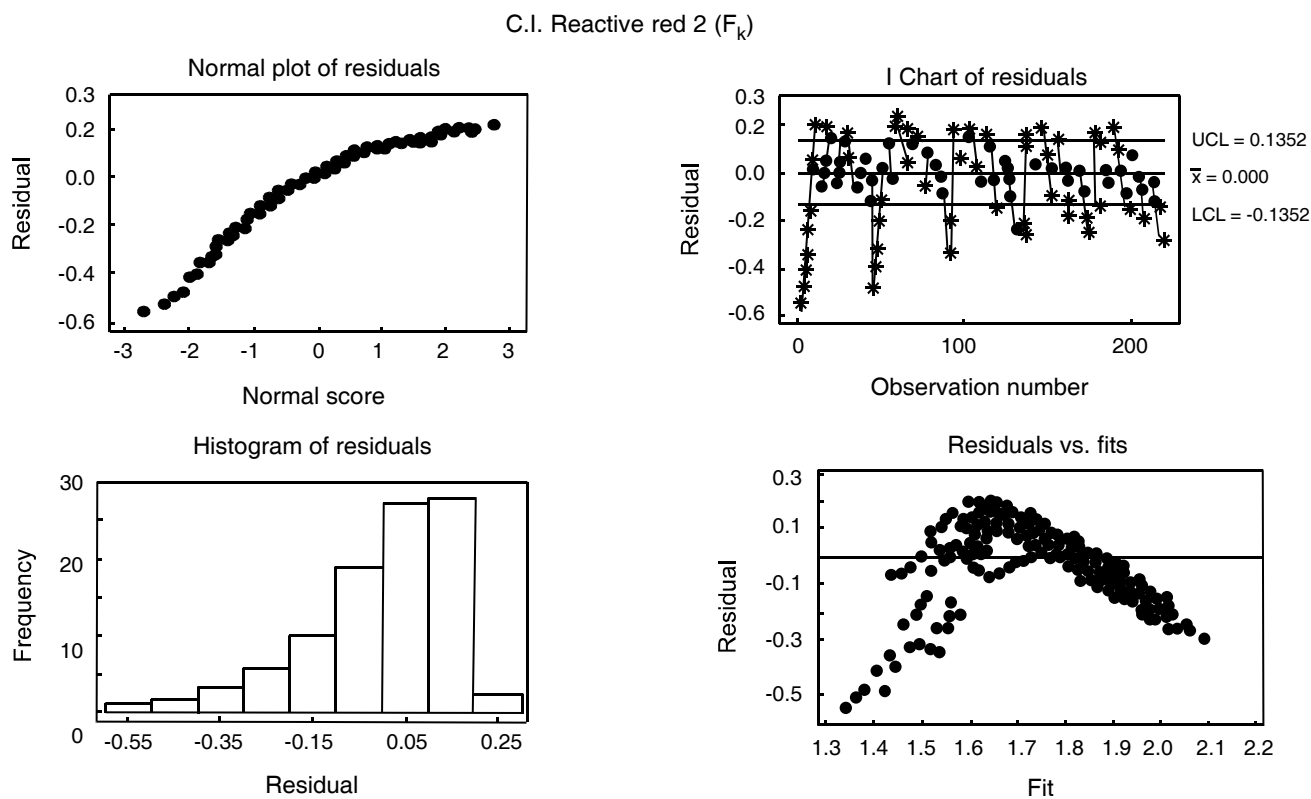 C.I. Reactive red 2 (Fk)
Normal plot of residuals
0.3
0.2
0.0
-0.2
-0.4
-0.6
Residual
-3 -2 -1 0 1 2 3
Normal score
I Chart of residuals
0.3
0.2
0.0
-0.2
-0.4
-0.6
Residual
UCL = 0.1352
x̅ = 0.000
LCL = -0.1352
0 100 200
Observation number
Histogram of residuals
30
20
10
0
Frequency
-0.55 -0.35 -0.15 0.05 0.25
Residual
Residuals vs. fits
0.3
0.1
-0.1
-0.3
-0.5
Residual
1.3 1.4 1.5 1.6 1.7 1.8 1.9 2.0 2.1 2.2
Fit